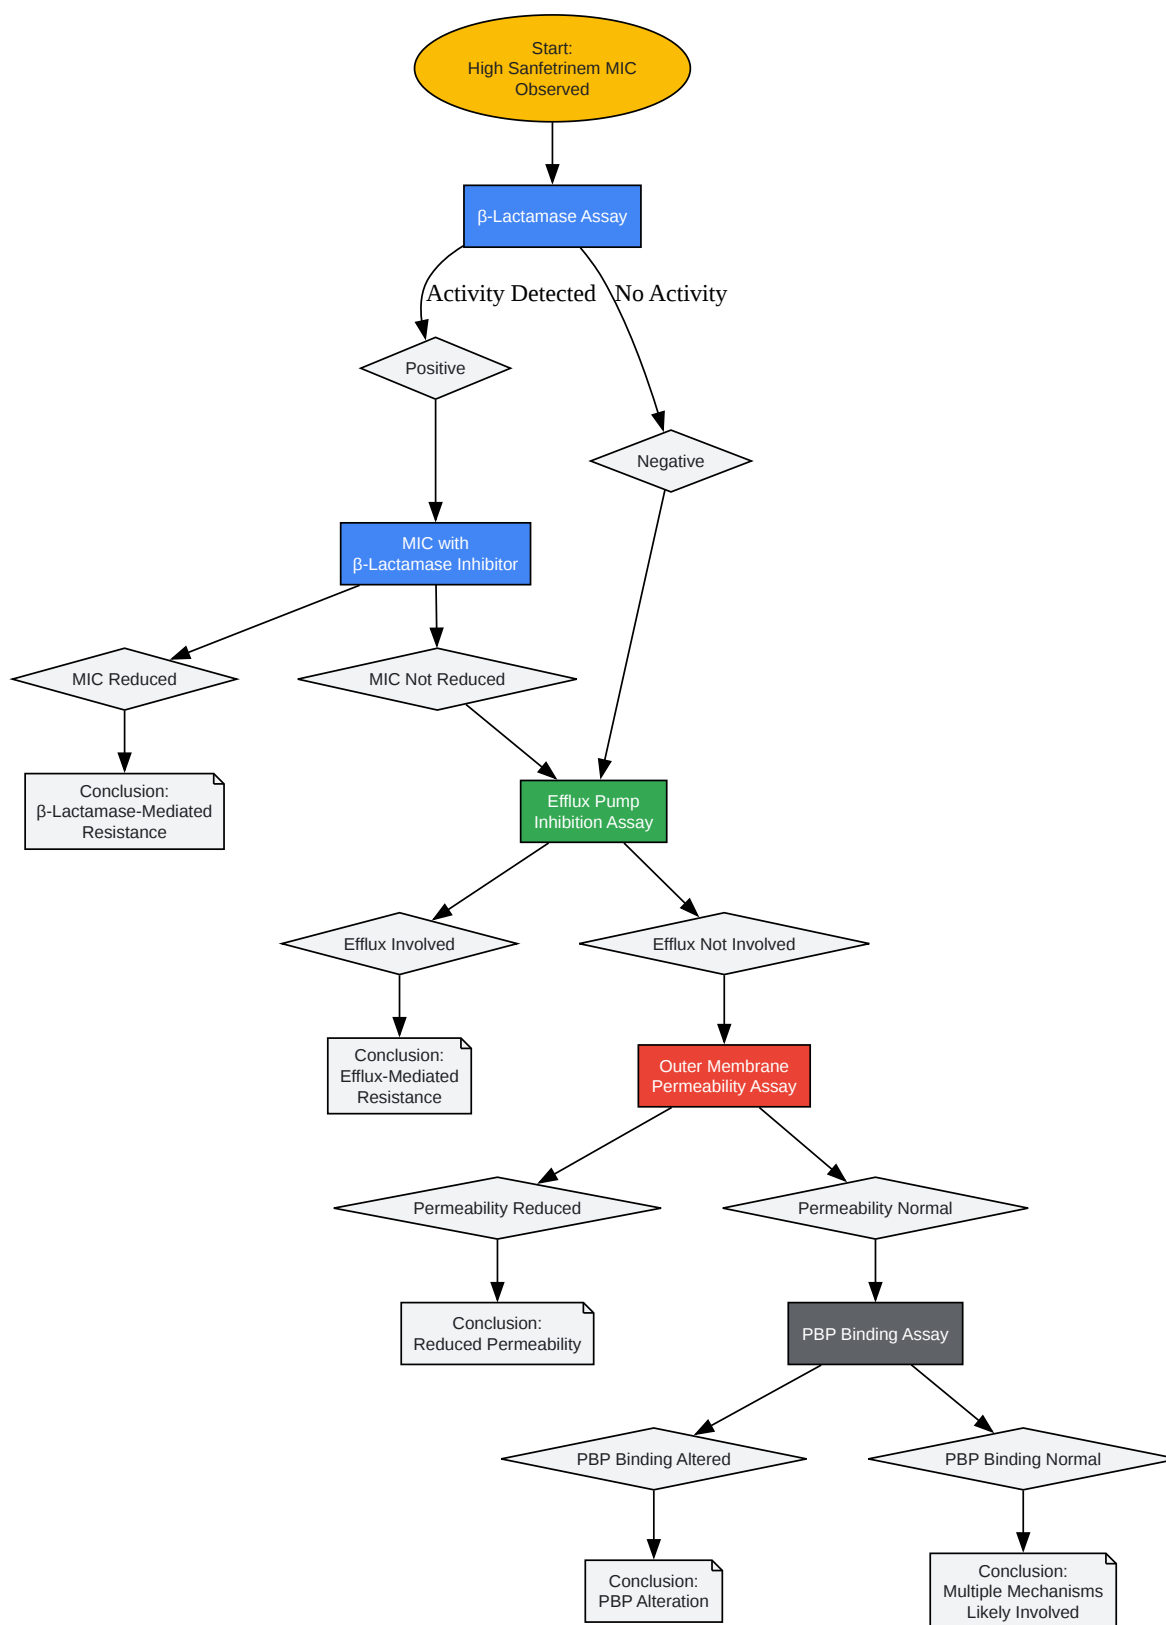 Start:
High Sanfetrinem MIC
Observed
β-Lactamase Assay
Activity Detected
No Activity
Positive
Negative
MIC with
β-Lactamase Inhibitor
MIC Reduced
MIC Not Reduced
Conclusion:
β-Lactamase-Mediated
Resistance
Efflux Pump
Inhibition Assay
Efflux Involved
Efflux Not Involved
Conclusion:
Efflux-Mediated
Resistance
Outer Membrane
Permeability Assay
Permeability Reduced
Permeability Normal
Conclusion:
Reduced Permeability
PBP Binding Assay
PBP Binding Altered
PBP Binding Normal
Conclusion:
PBP Alteration
Conclusion:
Multiple Mechanisms
Likely Involved